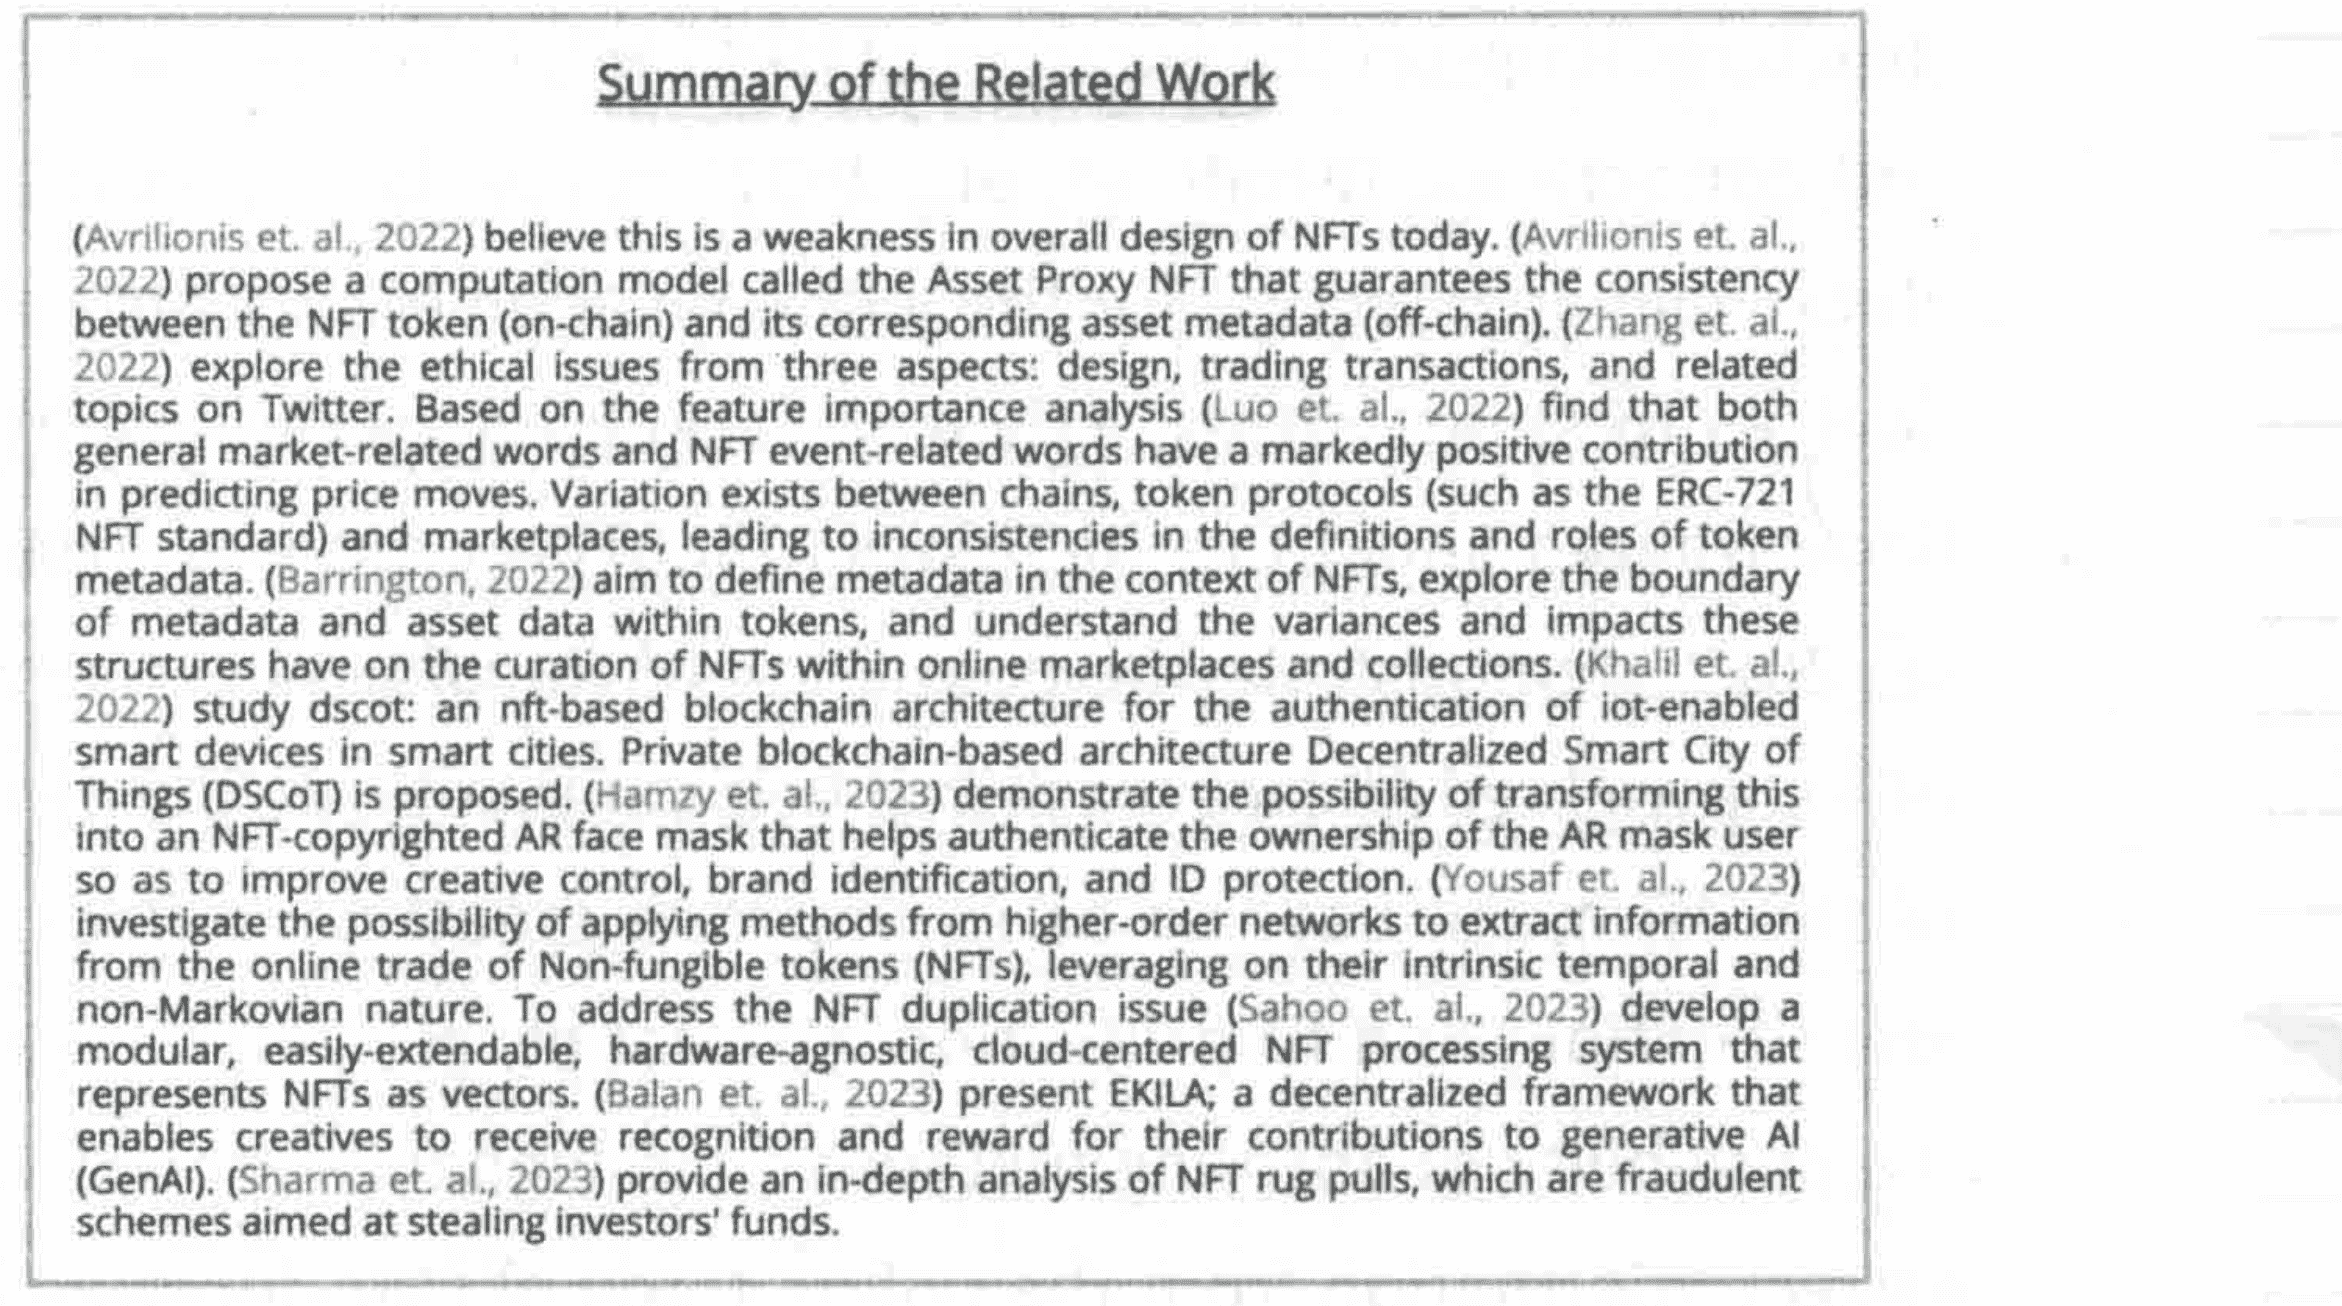 Summary of the Related Work
(Avrilionis et. al., 2022) believe this is a weakness in overall design of NFTs today. (Avrilionis et. al.,
2022) propose a computation model called the Asset Proxy NFT that guarantees the consistency
between the NFT token (on-chain) and its corresponding asset metadata (off-chain). (Zhang et. al.,
2022) explore the ethical issues from three aspects: design, trading transactions, and related
topics on Twitter. Based on the feature importance analysis (Luo et. al., 2022) find that both
general market-related words and NFT event-related words have a markedly positive contribution
in predicting price moves. Variation exists between chains, token protocols (such as the ERC-721
NFT standard) and marketplaces, leading to inconsistencies in the definitions and roles of token
metadata. (Barrington, 2022) aim to define metadata in the context of NFTs, explore the boundary
of metadata and asset data within tokens, and understand the variances and impacts these
structures have on the curation of NFTs within online marketplaces and collections. (Khalil et. al.,
2022) study dscot: an nft-based blockchain architecture for the authentication of iot-enabled
smart devices in smart cities. Private blockchain-based architecture Decentralized Smart City of
Things (DSCoT) is proposed. (Hamzy et. al., 2023) demonstrate the possibility of transforming this
into an NFT-copyrighted AR face mask that helps authenticate the ownership of the AR mask user
so as to improve creative control, brand identification, and ID protection. (Yousaf et. al., 2023)
investigate the possibility of applying methods from higher-order networks to extract information
from the online trade of Non-fungible tokens (NFTs), leveraging on their intrinsic temporal and
non-Markovian nature. To address the NFT duplication issue (Sahoo et. al., 2023) develop a
modular, easily-extendable, hardware-agnostic, cloud-centered NFT processing system that
represents NFTs as vectors. (Balan et. al., 2023) present EKILA; a decentralized framework that
enables creatives to receive recognition and reward for their contributions to generative AI
(GenAI). (Sharma et. al., 2023) provide an in-depth analysis of NFT rug pulls, which are fraudulent
schemes aimed at stealing investors' funds.